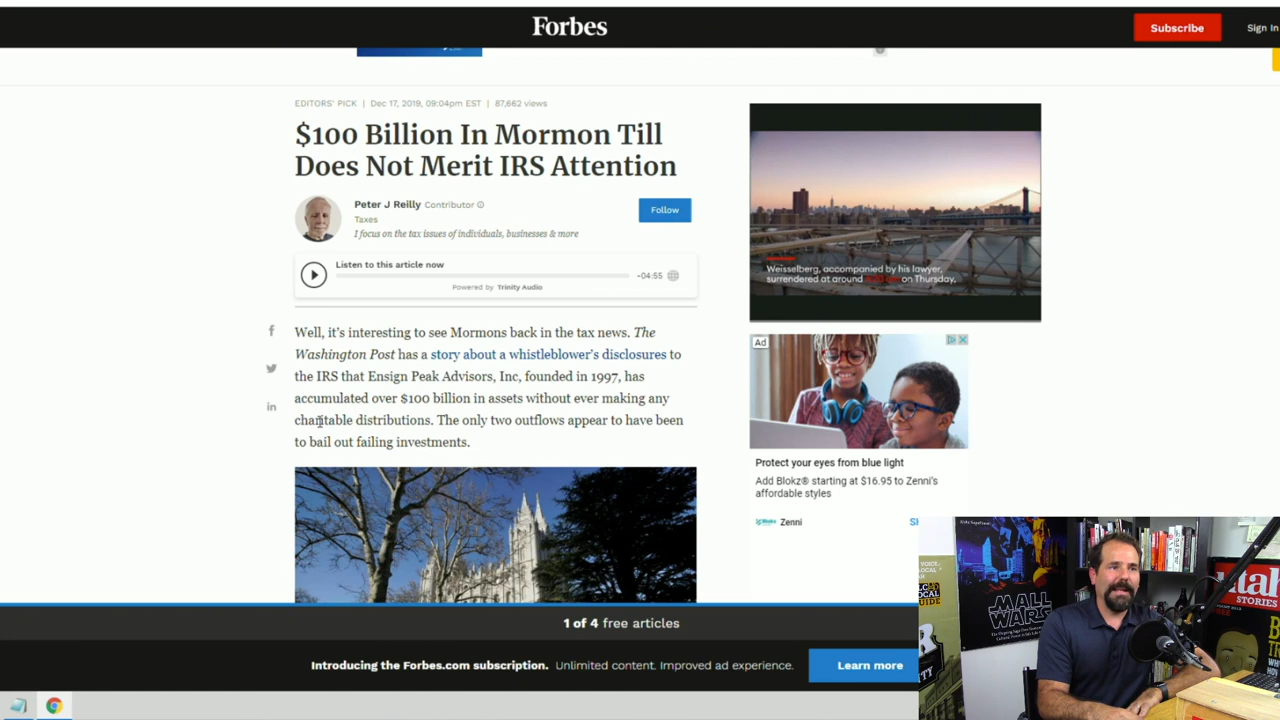 Forbes
Subscribe
Sign In
EDITORS' PICK | Dec 17, 2019, 09:04pm EST | 87,662 views
$100 Billion In Mormon Till
Does Not Merit IRS Attention
Peter J Reilly Contributor
Taxes
I focus on the tax issues of individuals, businesses & more
Follow
Listen to this article now
-04:55
Powered by Trinity Audio
Well, it's interesting to see Mormons back in the tax news. The
Washington Post has a story about a whistleblower's disclosures to
the IRS that Ensign Peak Advisors, Inc, founded in 1997, has
accumulated over $100 billion in assets without ever making any
charitable distributions. The only two outflows appear to have been
to bail out failing investments.
Weisselberg, accompanied by his lawyer,
surrendered at around on Thursday.
Ad
Protect your eyes from blue light
Add Blokz® starting at $16.95 to Zenni's
affordable styles
Zenni
1 of 4 free articles
Introducing the Forbes.com subscription. Unlimited content. Improved ad experience.
Learn more
MALL
WARS
utah
STORIES